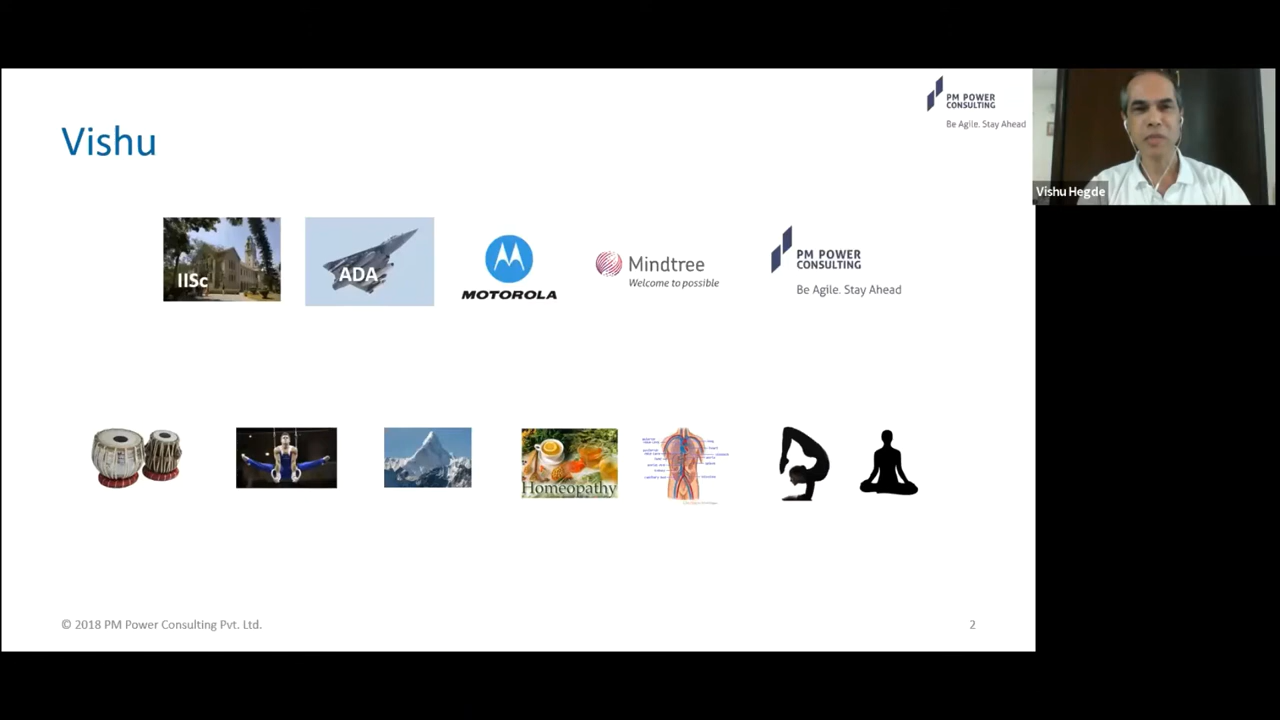 PM POWER
CONSULTING
Be Agile. Stay Ahead
Vishu
Vishu Hegde
IISc
ADA
MOTOROLA
Mindtree
Welcome to possible
PM POWER
CONSULTING
Be Agile. Stay Ahead
Homeopathy
© 2018 PM Power Consulting Pvt. Ltd.
2